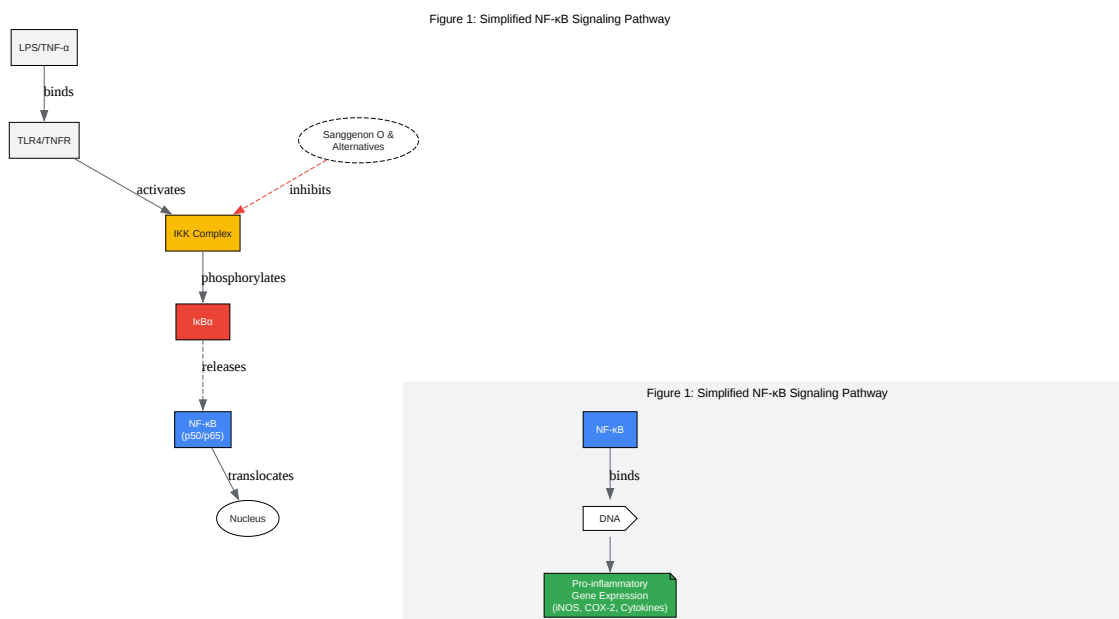 Figure 1: Simplified NF-κB Signaling Pathway
LPS/TNF-α
binds
TLR4/TNFR
Sanggenon O &
Alternatives
activates
inhibits
IKK Complex
phosphorylates
IκBα
releases
NF-κB
(p50/p65)
translocates
Nucleus
Figure 1: Simplified NF-κB Signaling Pathway
NF-κB
binds
DNA
Pro-inflammatory
Gene Expression
(iNOS, COX-2, Cytokines)